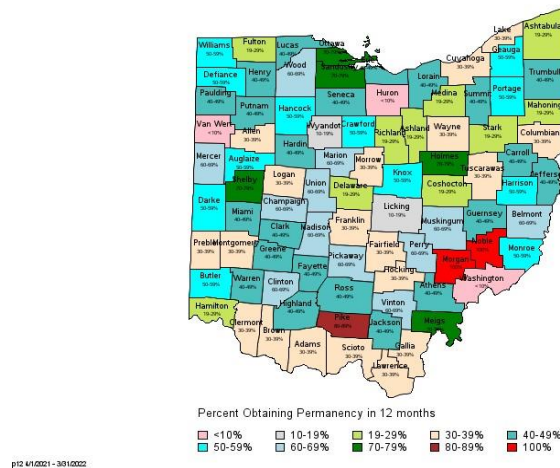 Lake
Ashtabula
19-29%
Williams
50-59%
Fulton
19-29%
Lucas
40-49%
Ottawa
Geauga
50-59%
Cuyahoga
30-39%
Wood
60-69%
Sandusky
Trumbull
40-49%
Defiance
50-59%
Henry
40-49%
Lorain
40-49%
Portage
50-59%
Paulding
40-49%
Seneca
40-49%
Huron
<10%
Medina
19-29%
Summit
40-49%
Putnam
40-49%
Hancock
50-59%
Mahoning
19-29%
Van Wert
<10%
Allen
30-39%
Wyandot
10-19%
Crawford
50-59%
Richland
19-29%
Ashland
19-29%
Wayne
30-39%
Stark
19-29%
Columbiana
30-39%
Hardin
40-49%
Mercer
60-69%
Auglaize
50-59%
Marion
60-69%
Morrow
30-39%
Holmes
Carroll
40-49%
Tuscarawas
30-39%
Jefferson
40-49%
Knox
50-59%
Shelby
Logan
30-39%
Union
60-69%
Delaware
19-29%
Coshocton
19-29%
Harrison
50-59%
Darke
50-59%
Champaign
60-69%
Licking
10-19%
Miami
40-49%
Franklin
30-39%
Muskingum
60-69%
Guernsey
40-49%
Belmont
60-69%
Clark
40-49%
Madison
60-69%
Preble
30-39%
Montgomery
30-39%
Greene
40-49%
Pickaway
60-69%
Fairfield
30-39%
Perry
60-69%
Noble
Monroe
50-59%
Morgan
Fayette
40-49%
Hocking
30-39%
Butler
50-59%
Warren
40-49%
Clinton
60-69%
Ross
40-49%
Athens
40-49%
Washington
<10%
Vinton
60-69%
Hamilton
19-29%
Highland
40-49%
Clermont
30-39%
Brown
30-39%
Pike
80-89%
Jackson
40-49%
Meigs
Adams
30-39%
Scioto
30-39%
Gallia
30-39%
Lawrence
30-39%
Percent Obtaining Permanency in 12 months
<10% 10-19% 19-29% 30-39% 40-49%
50-59% 60-69% 70-79% 80-89% 100%
p12 4/1/2021 - 3/31/2022